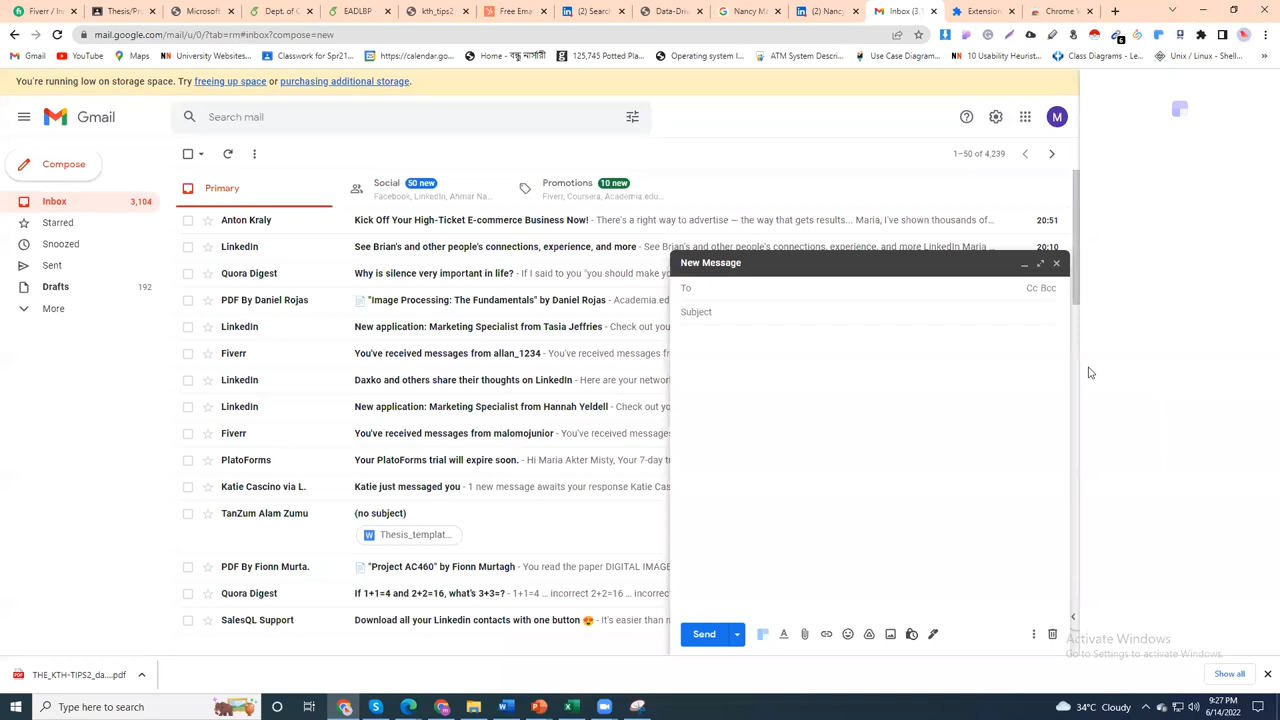 Fiverr / In
Thesis/Pro
Microsoft
Dept. of C
EADLBP
kth_tips2
Free Ema
Search
Data-Driv
Nancy Mo
(Nancy
Inbox (3,1
Extension
Chrome
mail.google.com/mail/u/0/?tab=rm#inbox?compose=new
Gmail
YouTube
Maps
University Websites...
Classwork for Spr21...
https://calendar.go...
Home - বন্ধু নার্সারী
125,745 Potted Pla...
Operating system l...
ATM System Descri...
Use Case Diagram...
10 Usability Heurist...
Class Diagrams - Le...
Unix / Linux - Shell...
You're running low on storage space. Try freeing up space or purchasing additional storage.
Gmail
Search mail
M
Compose
1–50 of 4,239
Primary
Social 50 new
Facebook, LinkedIn, Ahmar Na...
Promotions 10 new
Fiverr, Coursera, Academia.edu...
Inbox 3,104
Starred
Snoozed
Sent
Drafts 192
More
Anton Kraly Kick Off Your High-Ticket E-commerce Business Now! - There's a right way to advertise — the way that gets results... Maria, I've shown thousands of... 20:51
LinkedIn See Brian's and other people's connections, experience, and more - See Brian's and other people's connections, experience, and more LinkedIn Maria ... 20:10
Quora Digest Why is silence very important in life? - If I said to you "you should make yo
PDF By Daniel Rojas 📄 "Image Processing: The Fundamentals" by Daniel Rojas - Academia.ed
LinkedIn New application: Marketing Specialist from Tasia Jeffries - Check out yo
Fiverr You've received messages from allan_1234 - You've received messages fr
LinkedIn Daxko and others share their thoughts on LinkedIn - Here are your networ
LinkedIn New application: Marketing Specialist from Hannah Yeldell - Check out yo
Fiverr You've received messages from malomojunior - You've received message
PlatoForms Your PlatoForms trial will expire soon. - Hi Maria Akter Misty, Your 7-day t
Katie Cascino via L. Katie just messaged you - 1 new message awaits your response Katie Cas
TanZum Alam Zumu (no subject)
W Thesis_templat...
PDF By Fionn Murta. 📄 "Project AC460" by Fionn Murtagh - You read the paper DIGITAL IMAG
Quora Digest If 1+1=4 and 2+2=16, what's 3+3=? - 1+1=4 ... incorrect 2+2=16 ... inco
SalesQL Support Download all your Linkedin contacts with one button 😍 - It's easier than
New Message
To
Cc Bcc
Subject
Send
Activate Windows
Go to Settings to activate Windows.
THE_KTH-TIPS2_da....pdf
Show all
Type here to search
34°C Cloudy
9:27 PM
6/14/2022